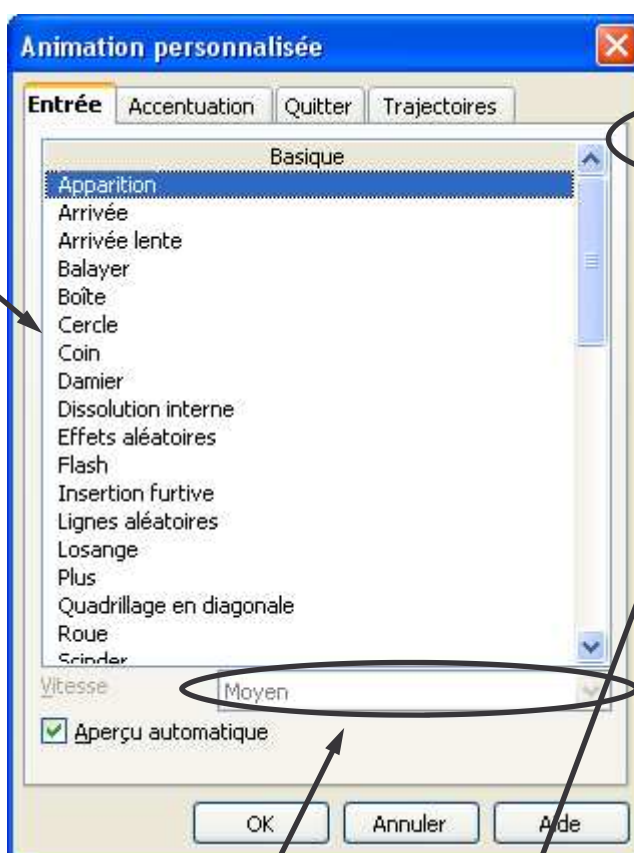 Animation personnalisée
Entrée Accentuation Quitter Trajectoires
Basique
Apparition
Arrivée
Arrivée lente
Balayer
Boîte
Cercle
Coin
Damier
Dissolution interne
Effets aléatoires
Flash
Insertion furtive
Lignes aléatoires
Losange
Plus
Quadrillage en diagonale
Roue
Scinder
Vitesse Moyen
Aperçu automatique
OK Annuler Aide